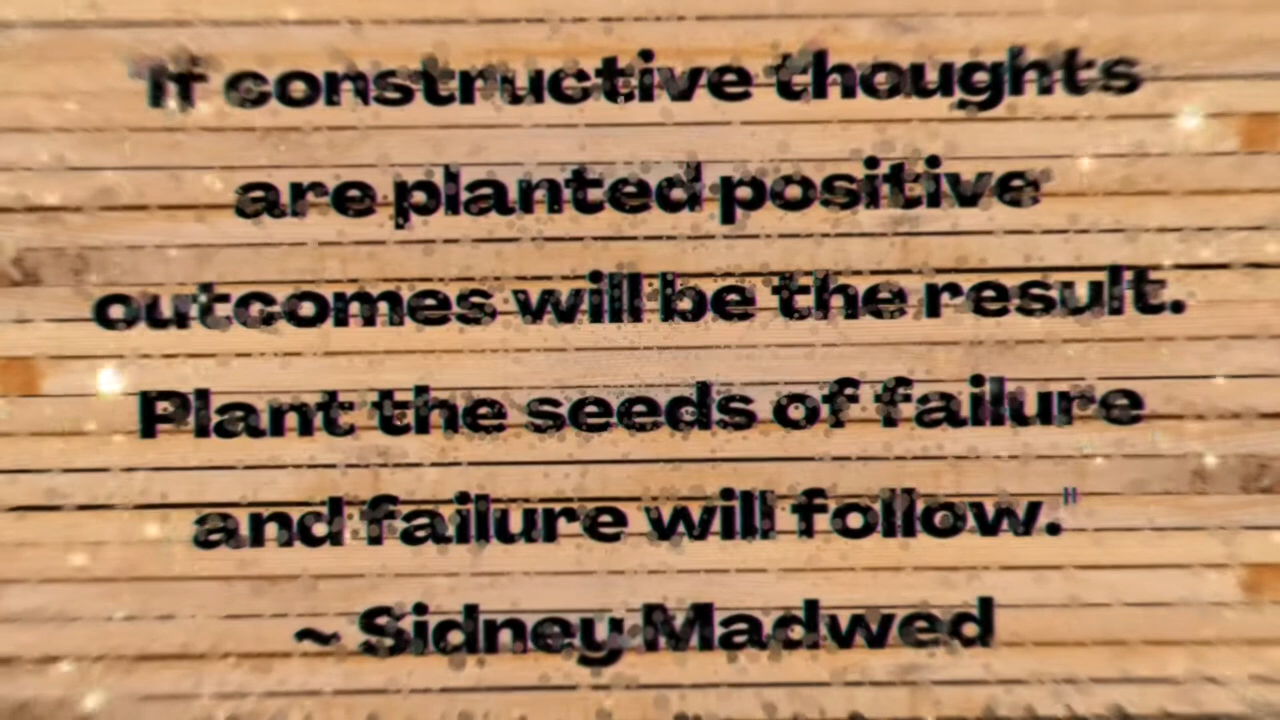 "If constructive thoughts
are planted positive
outcomes will be the result.
Plant the seeds of failure
and failure will follow."
~ Sidney Madwed